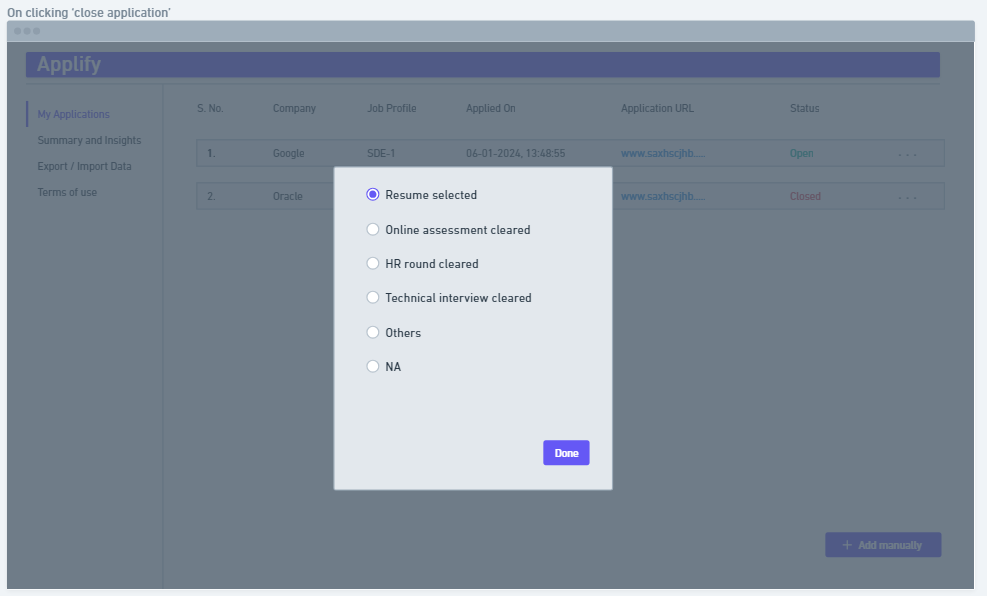 On clicking 'close application'
Applify
S. No. Company Job Profile Applied On Application URL Status
My Applications
Summary and Insights
Export / Import Data
Terms of use
1. Google SDE-1 06-01-2024, 13:48:55 www.saxhscjhb..... Open ...
2. Oracle www.saxhscjhb..... Closed ...
Resume selected
Online assessment cleared
HR round cleared
Technical interview cleared
Others
NA
Done
+ Add manually